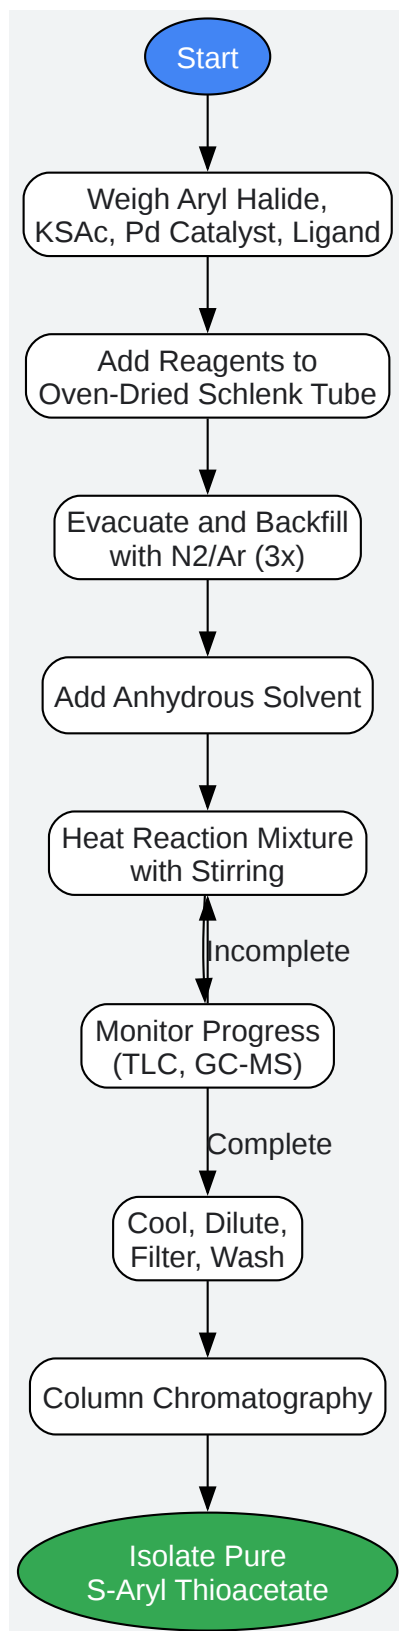 Start
Weigh Aryl Halide,
KSAc, Pd Catalyst, Ligand
Add Reagents to
Oven-Dried Schlenk Tube
Evacuate and Backfill
with N2/Ar (3x)
Add Anhydrous Solvent
Heat Reaction Mixture
with Stirring
Incomplete
Monitor Progress
(TLC, GC-MS)
Complete
Cool, Dilute,
Filter, Wash
Column Chromatography
Isolate Pure
S-Aryl Thioacetate